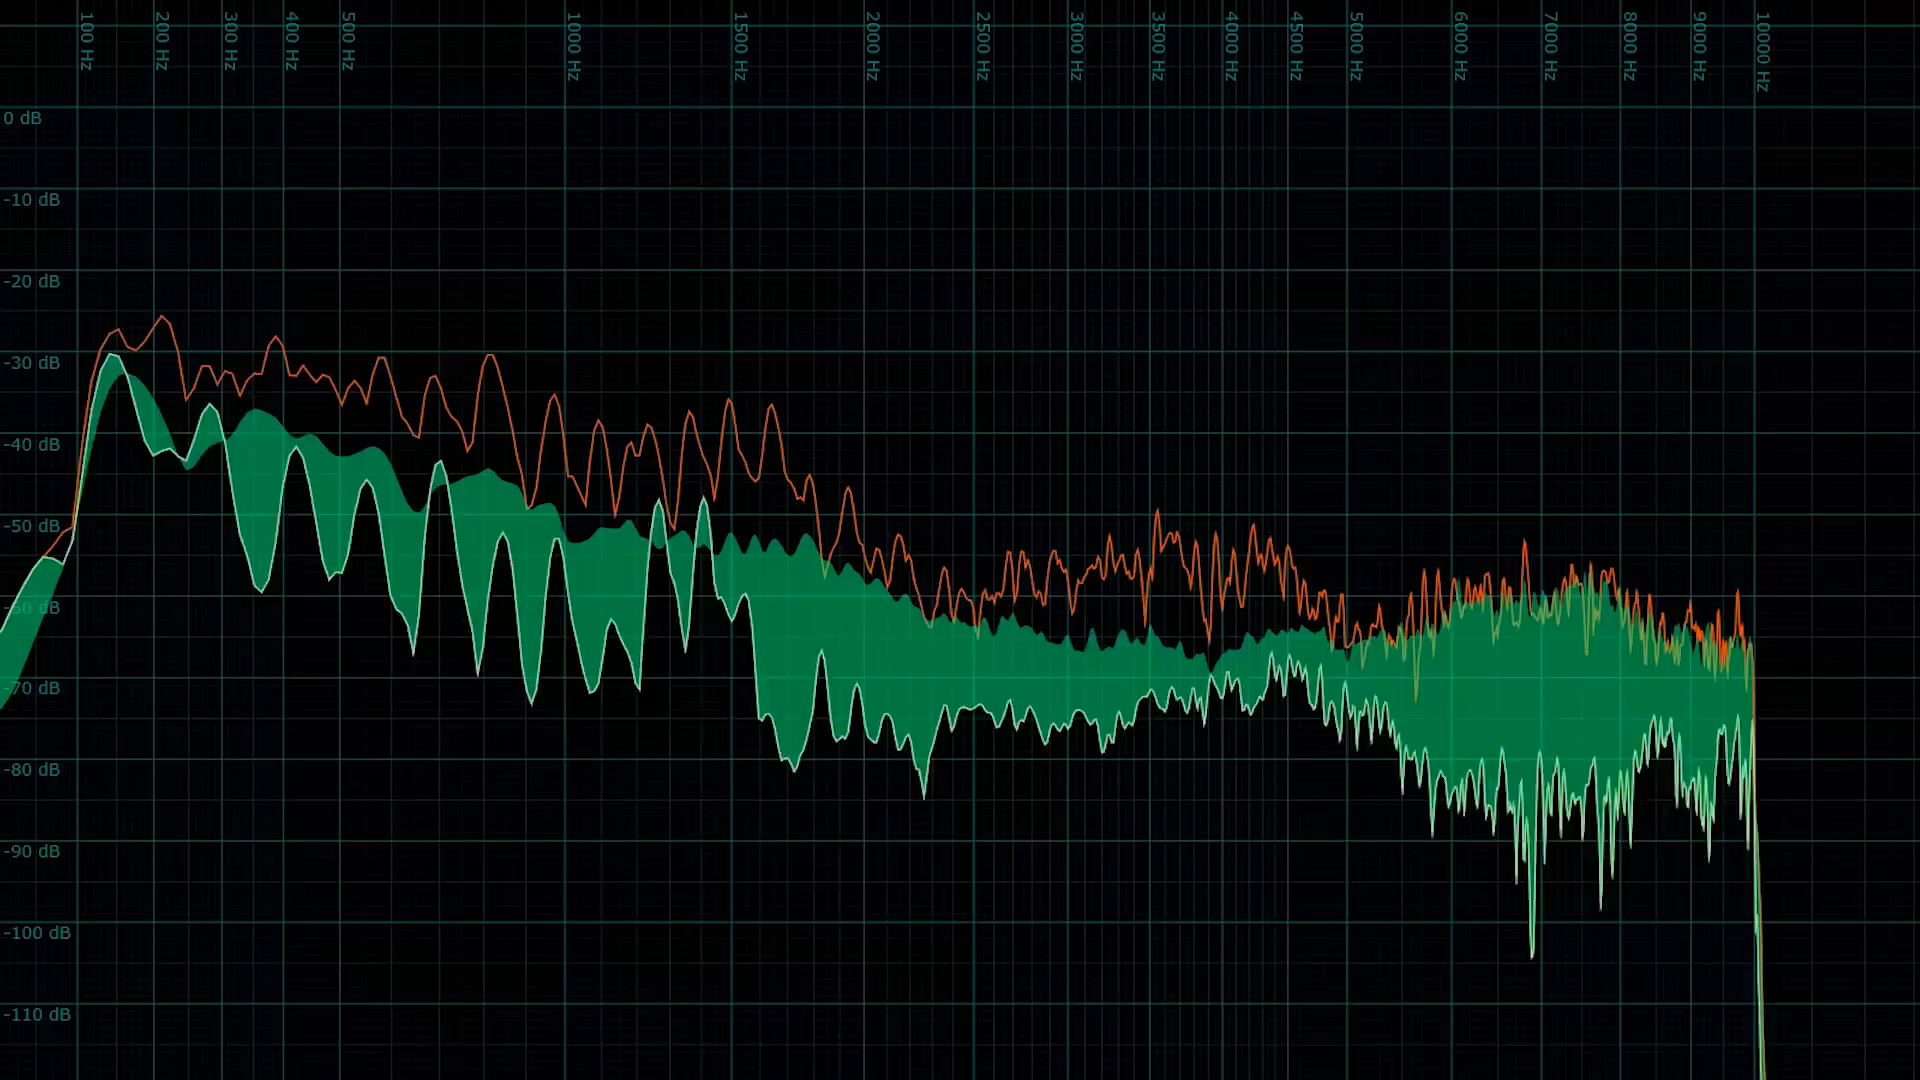 100 Hz
200 Hz
300 Hz
400 Hz
500 Hz
1000 Hz
1500 Hz
2000 Hz
2500 Hz
3000 Hz
3500 Hz
4000 Hz
4500 Hz
5000 Hz
6000 Hz
7000 Hz
8000 Hz
9000 Hz
10000 Hz
0 dB
-10 dB
-20 dB
-30 dB
-40 dB
-50 dB
-60 dB
-70 dB
-80 dB
-90 dB
-100 dB
-110 dB